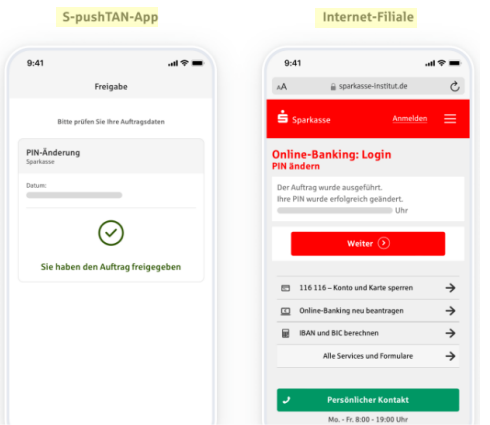 S-pushTAN-App
9:41
Freigabe
Bitte prüfen Sie Ihre Auftragsdaten
PIN-Änderung
Sparkasse
Datum:
Sie haben den Auftrag freigegeben
Internet-Filiale
9:41
AA
sparkasse-institut.de
Sparkasse
Anmelden
Online-Banking: Login
PIN ändern
Der Auftrag wurde ausgeführt.
Ihre PIN wurde erfolgreich geändert.
Uhr
Weiter
116 116 – Konto und Karte sperren
Online-Banking neu beantragen
IBAN und BIC berechnen
Alle Services und Formulare
Persönlicher Kontakt
Mo. - Fr. 8:00 - 19:00 Uhr